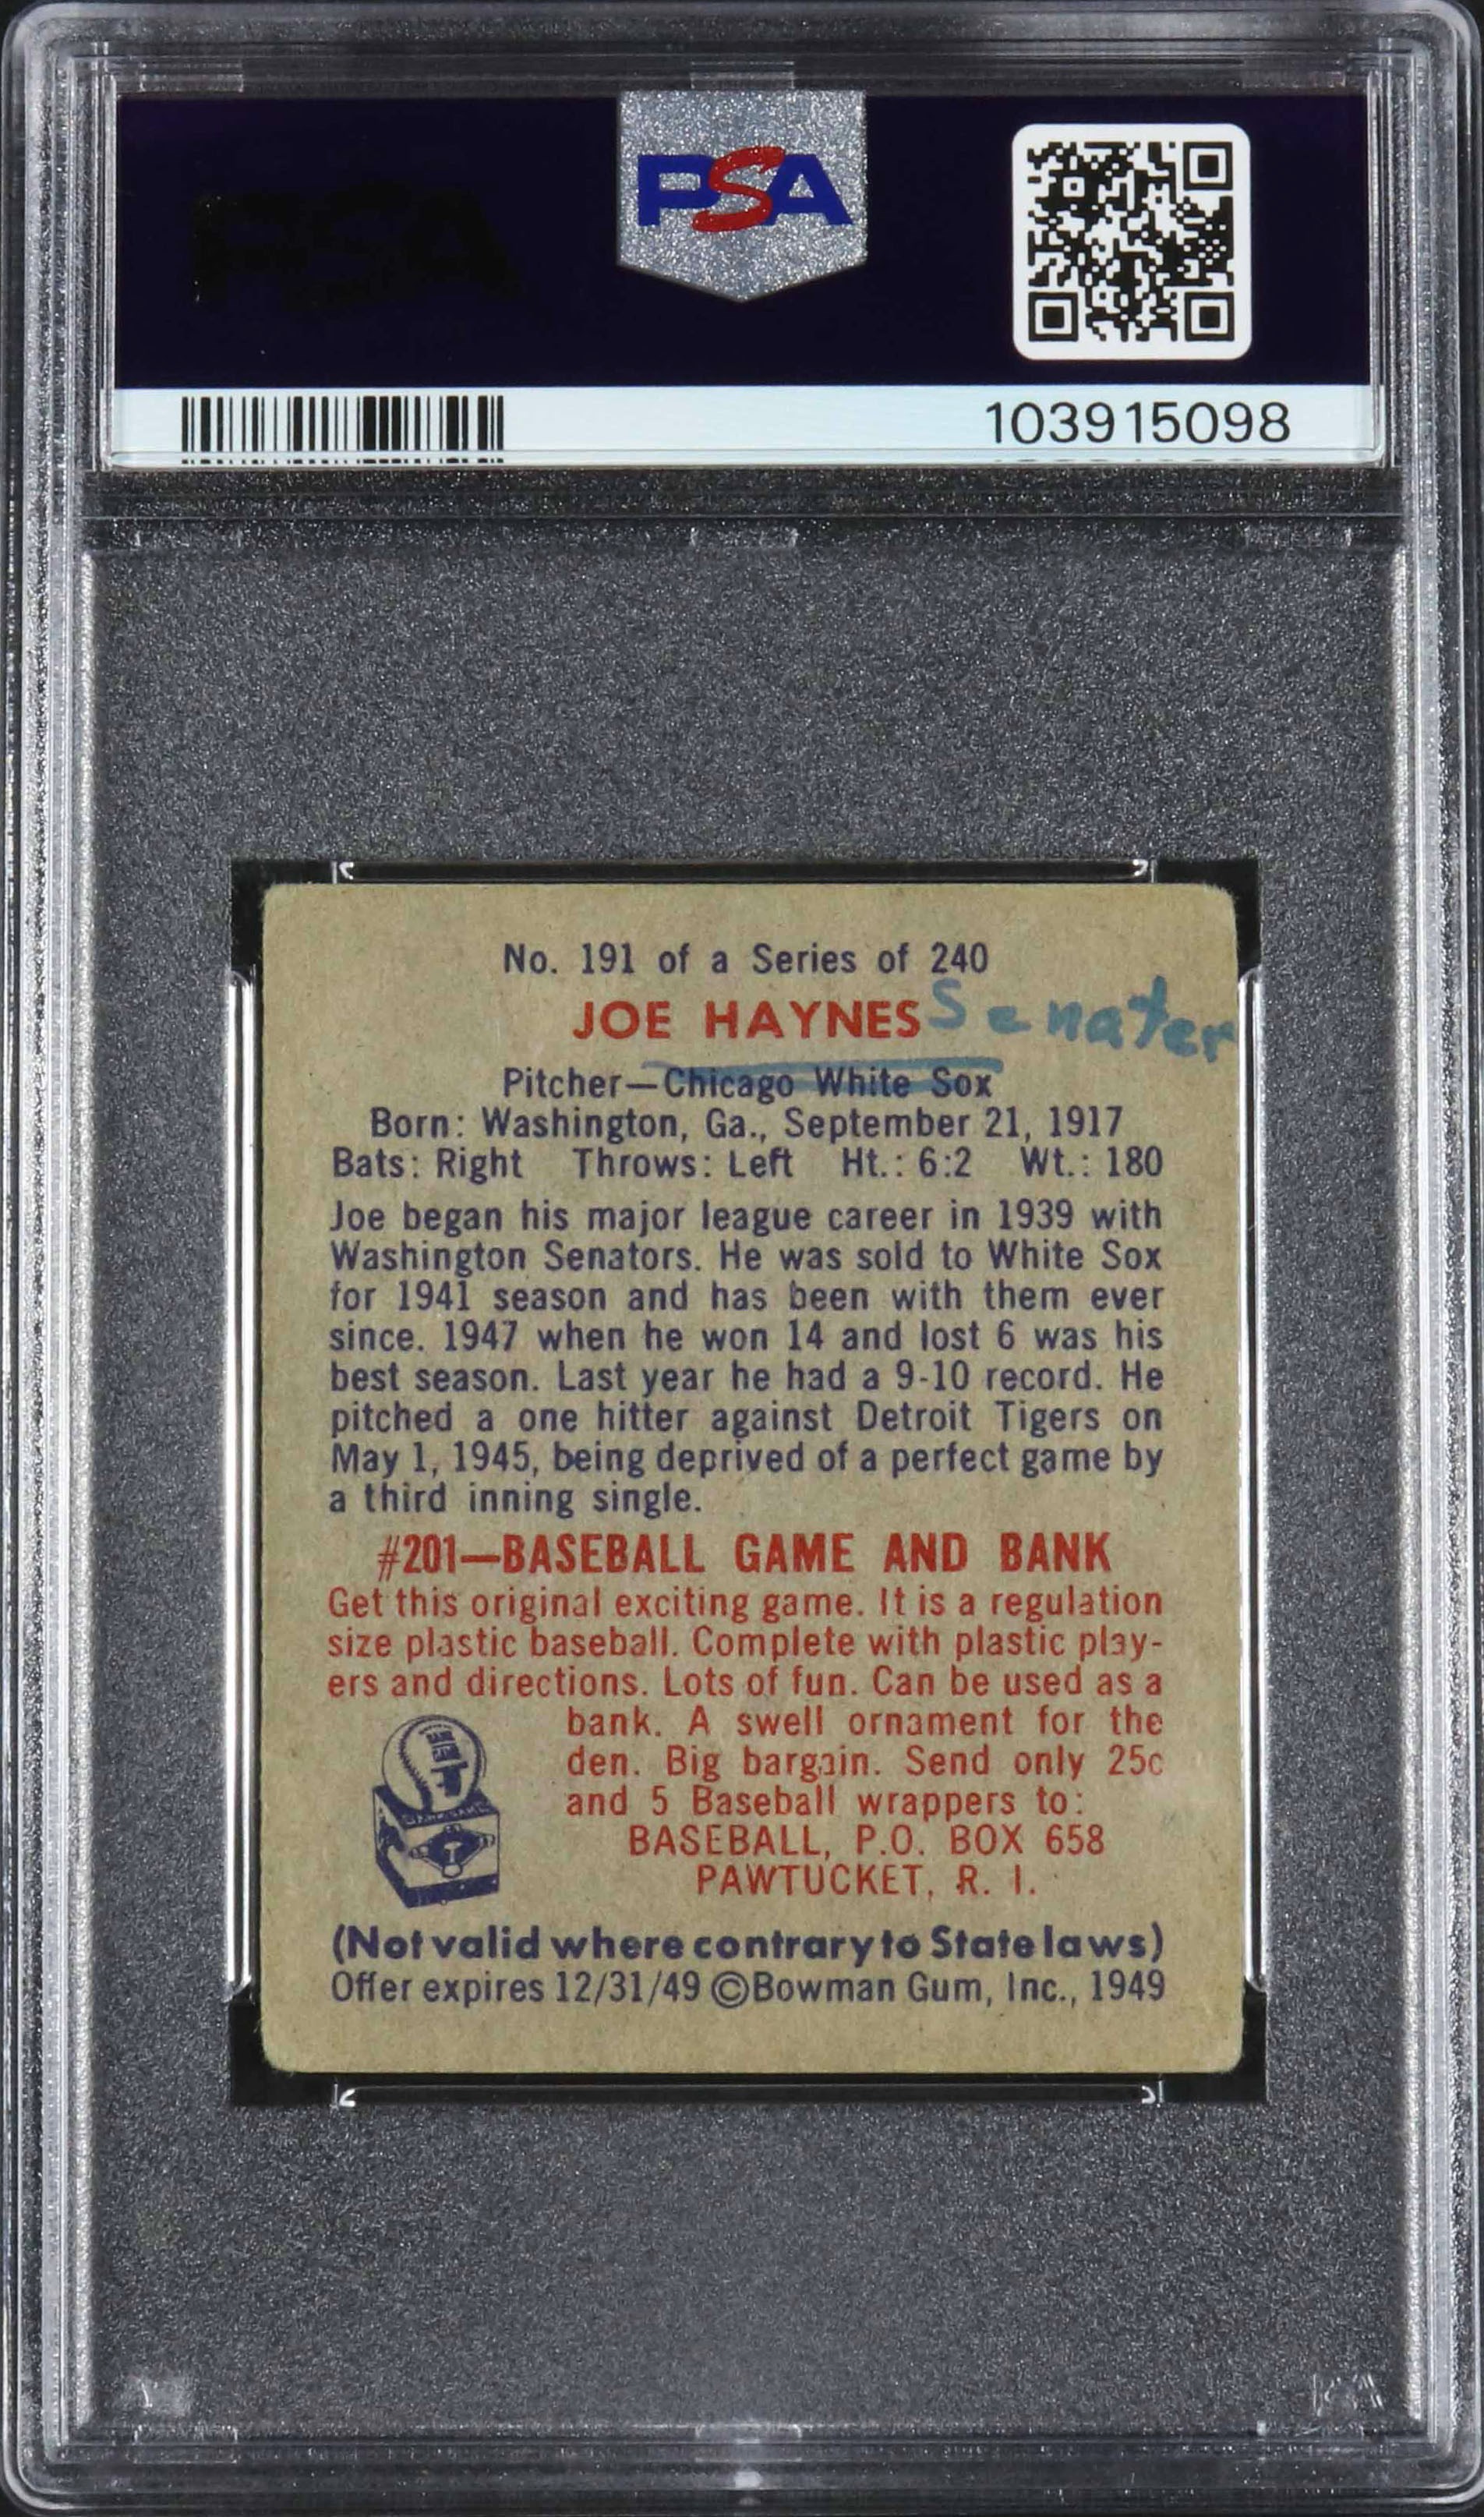 PSA
103915098
No. 191 of a Series of 240
JOE HAYNES Senater
Pitcher—Chicago White Sox
Born: Washington, Ga., September 21, 1917
Bats: Right Throws: Left Ht.: 6:2 Wt.: 180
Joe began his major league career in 1939 with
Washington Senators. He was sold to White Sox
for 1941 season and has been with them ever
since. 1947 when he won 14 and lost 6 was his
best season. Last year he had a 9-10 record. He
pitched a one hitter against Detroit Tigers on
May 1, 1945, being deprived of a perfect game by
a third inning single.
#201—BASEBALL GAME AND BANK
Get this original exciting game. It is a regulation
size plastic baseball. Complete with plastic play-
ers and directions. Lots of fun. Can be used as a
bank. A swell ornament for the
den. Big bargain. Send only 25c
and 5 Baseball wrappers to:
BASEBALL, P.O. BOX 658
PAWTUCKET, R. I.
(Not valid where contrary to State laws)
Offer expires 12/31/49 ©Bowman Gum, Inc., 1949